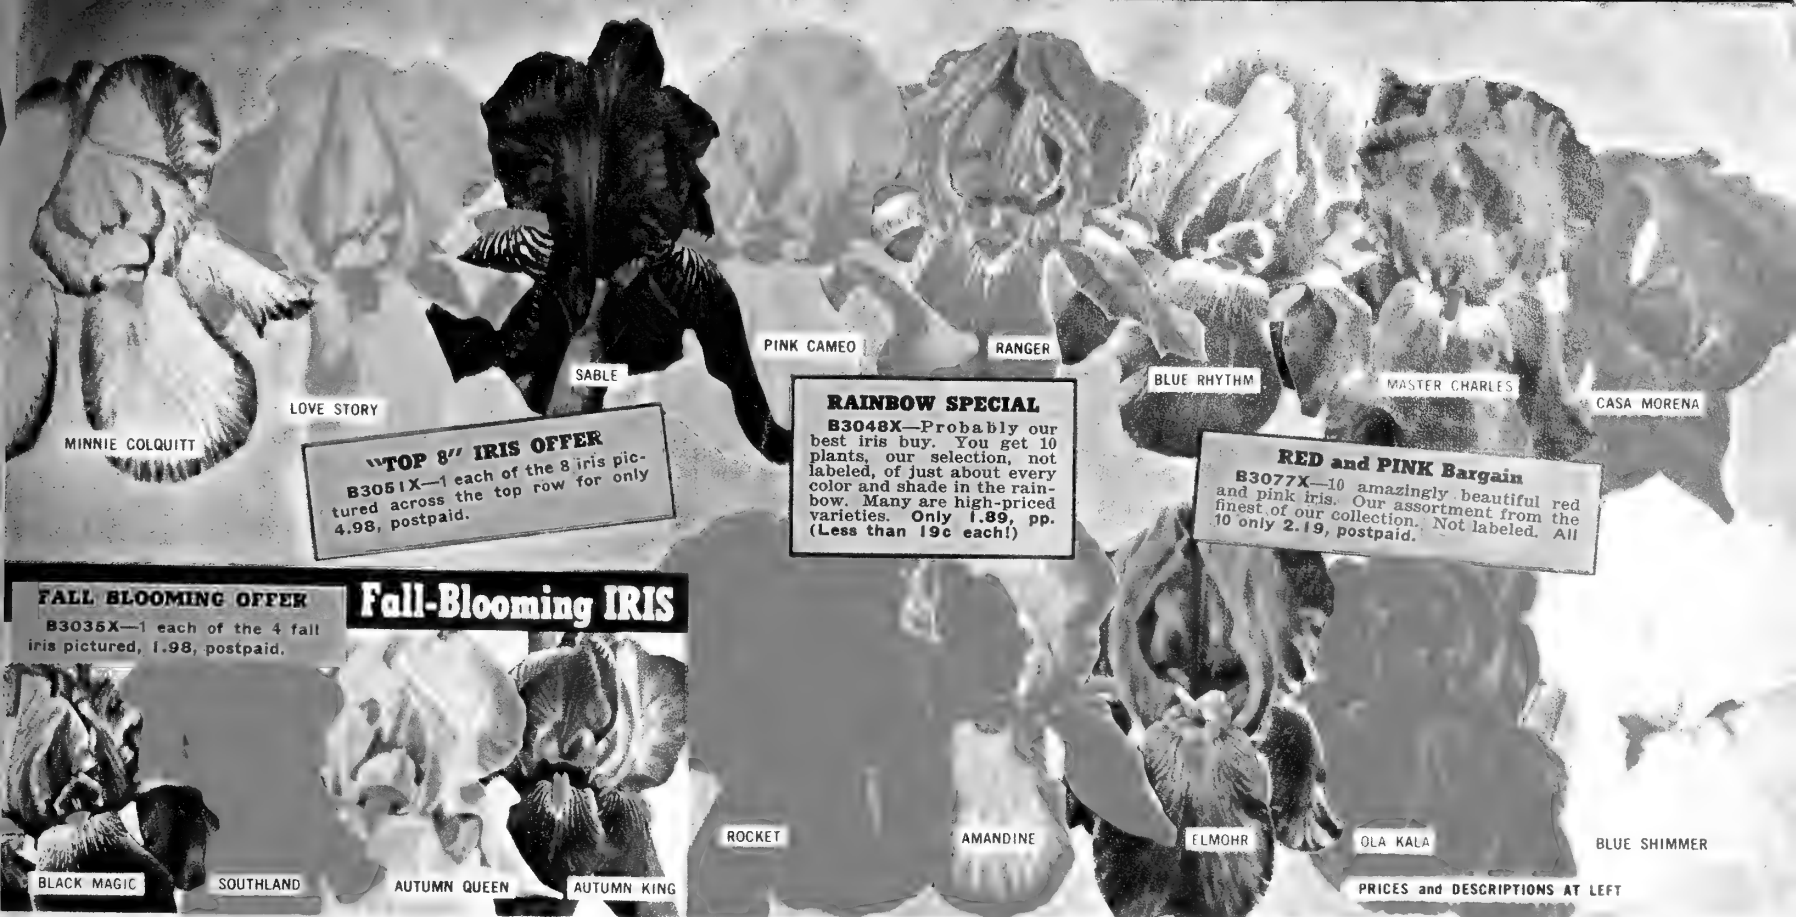 PINK CAMEO
RANGER
SABLE
BLUE RHYTHM
MASTER CHARLES
CASA MORENA
LOVE STORY
MINNIE COLQUITT
"TOP 8" IRIS OFFER
B3051X—1 each of the 8 iris pic-
tured across the top row for only
4.98, postpaid.
RAINBOW SPECIAL
B3048X—Probably our
best iris buy. You get 10
plants, our selection, not
labeled, of just about every
color and shade in the rain-
bow. Many are high-priced
varieties. Only 1.89, pp.
(Less than 19c each!)
RED and PINK Bargain
B3077X—10 amazingly beautiful red
and pink iris. Our assortment from the
finest of our collection. Not labeled. All
10 only 2.19, postpaid.
FALL BLOOMING OFFER
B3035X—1 each of the 4 fall
iris pictured, 1.98, postpaid.
Fall-Blooming IRIS
BLACK MAGIC
SOUTHLAND
AUTUMN QUEEN
AUTUMN KING
ROCKET
AMANDINE
ELMOHR
OLA KALA
BLUE SHIMMER
PRICES and DESCRIPTIONS AT LEFT